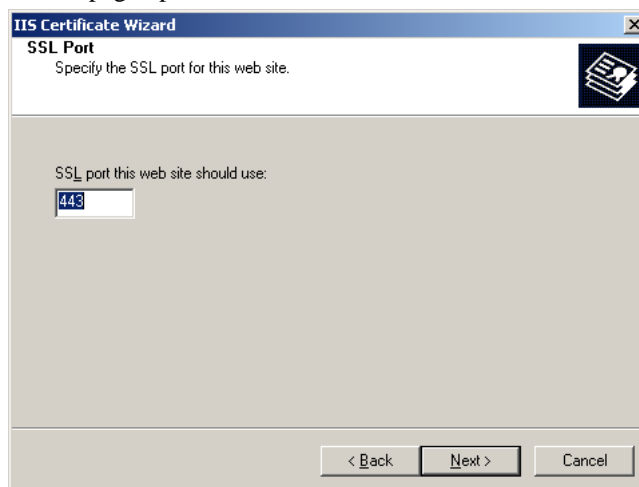 IIS Certificate Wizard
SSL Port
Specify the SSL port for this web site.
SSL port this web site should use:
443
< Back Next > Cancel